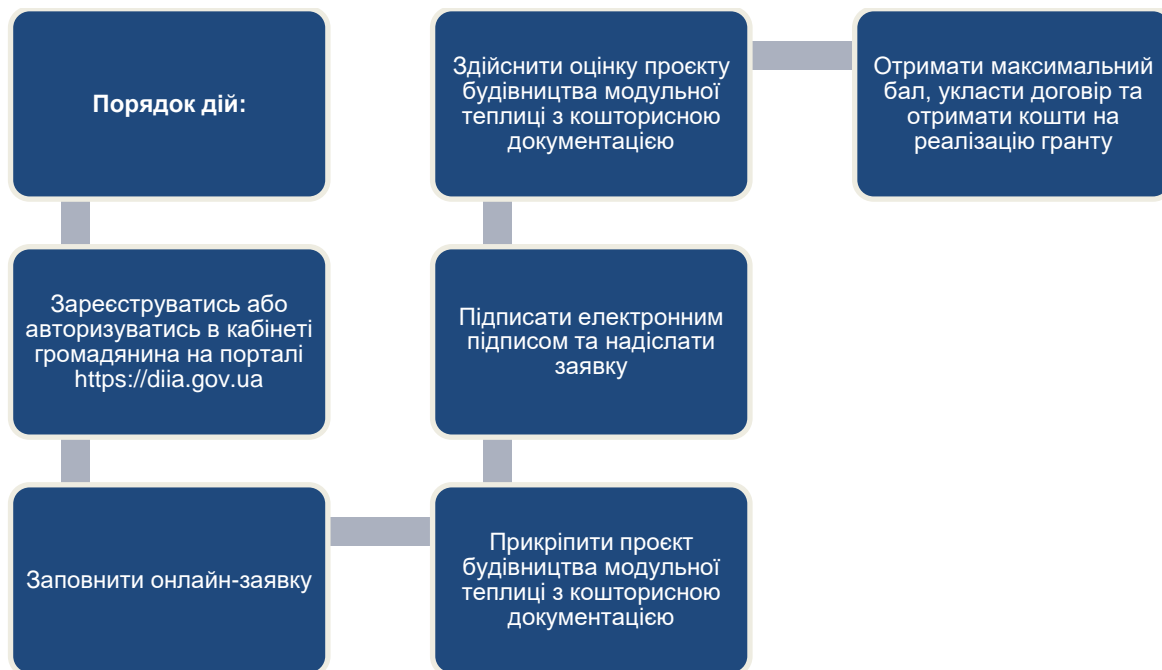 Порядок дій:
Зареєструватись або
авторизуватись в кабінеті
громадянина на порталі
https://diia.gov.ua
Заповнити онлайн-заявку
Прикріпити проєкт
будівництва модульної
теплиці з кошторисною
документацією
Підписати електронним
підписом та надіслати
заявку
Здійснити оцінку проєкту
будівництва модульної
теплиці з кошторисною
документацією
Отримати максимальний
бал, укласти договір та
отримати кошти на
реалізацію гранту